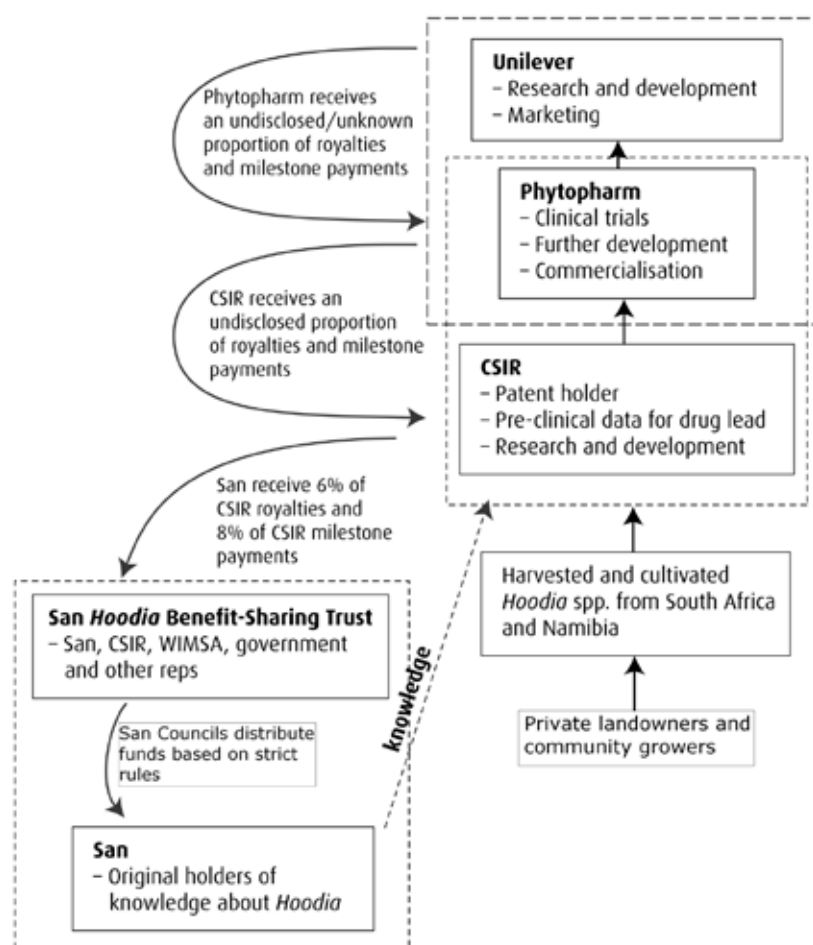 Unilever
– Research and development
– Marketing
Phytopharm receives
an undisclosed/unknown
proportion of royalties
and milestone payments
Phytopharm
– Clinical trials
– Further development
– Commercialisation
CSIR receives an
undisclosed proportion
of royalties and milestone
payments
CSIR
– Patent holder
– Pre-clinical data for drug lead
– Research and development
San receive 6% of
CSIR royalties and
8% of CSIR milestone
payments
Harvested and cultivated
Hoodia spp. from South Africa
and Namibia
San Hoodia Benefit-Sharing Trust
– San, CSIR, WIMSA, government
and other reps
knowledge
Private landowners and
community growers
San Councils distribute
funds based on strict
rules
San
– Original holders of
knowledge about Hoodia